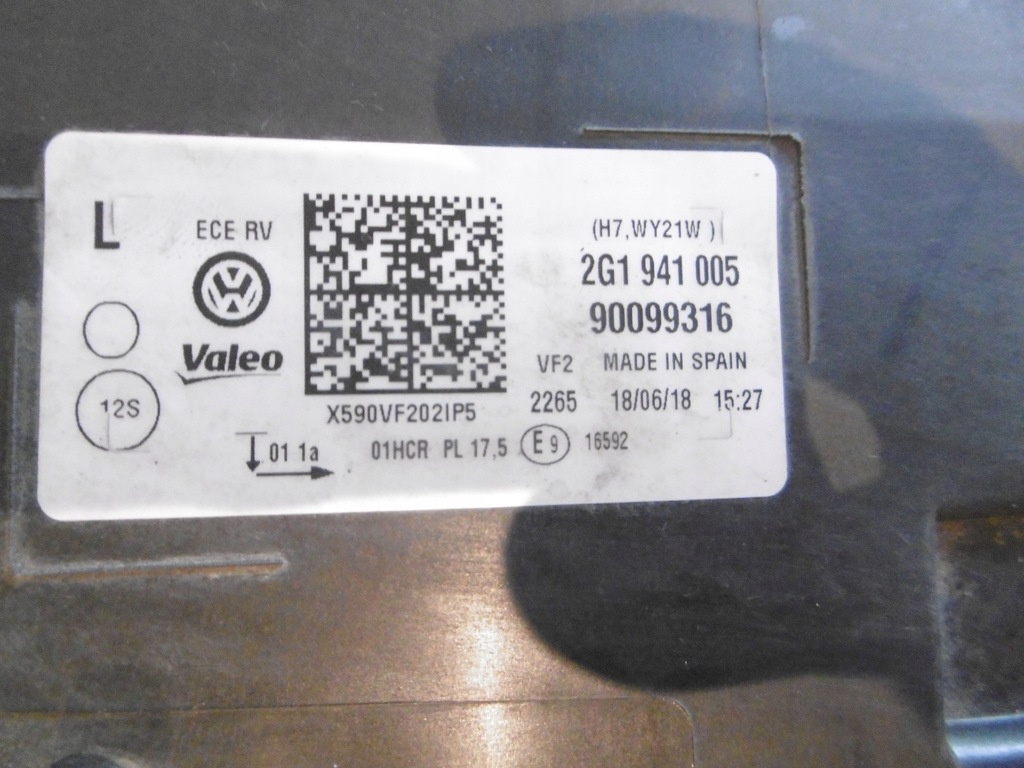 L
ECE RV
Valeo
12S
01 1a
X590VF202IP5
01HCR PL 17,5 E9 16592
(H7,WY21W )
2G1 941 005
90099316
VF2 MADE IN SPAIN
2265 18/06/18 15:27